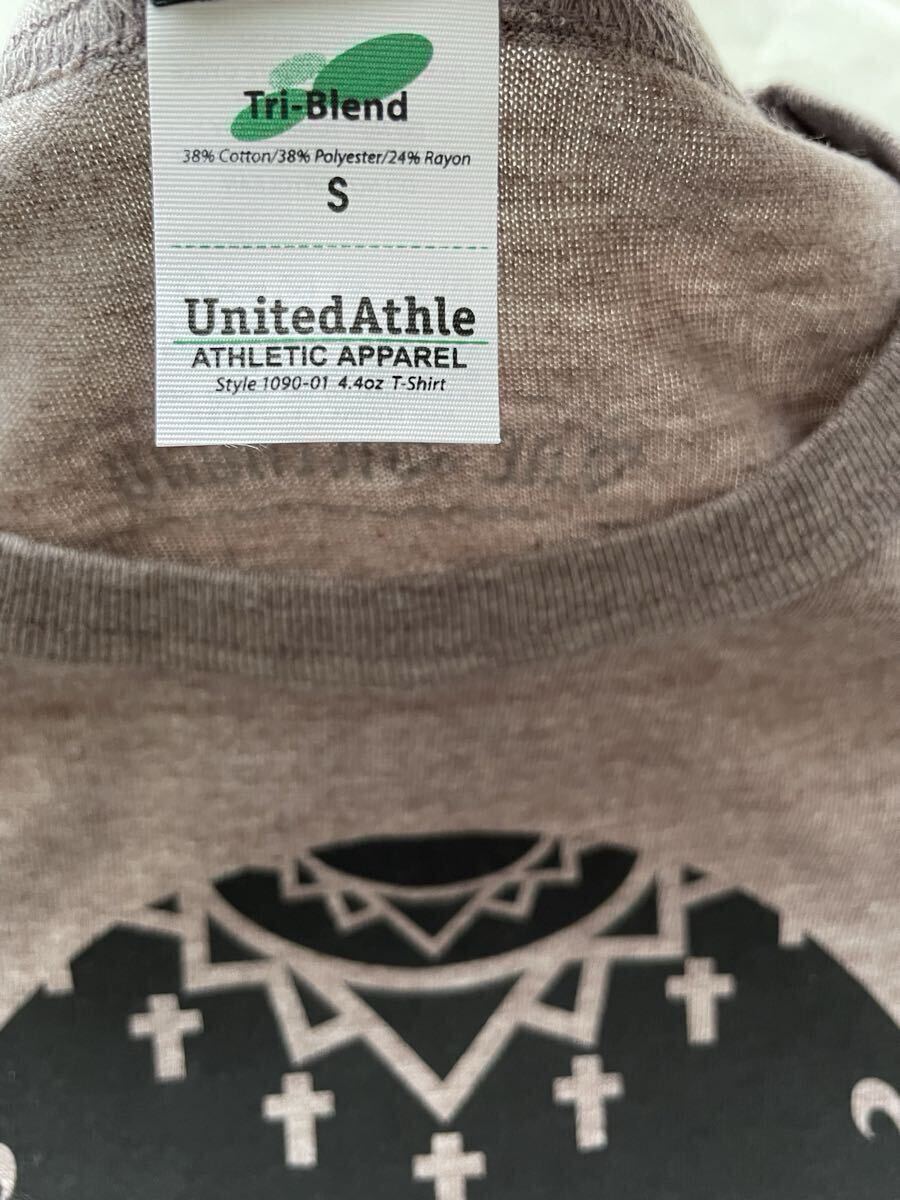 Tri-Blend
38% Cotton/38% Polyester/24% Rayon
S
UnitedAthle
ATHLETIC APPAREL
Style 1090-01 4.4oz T-Shirt